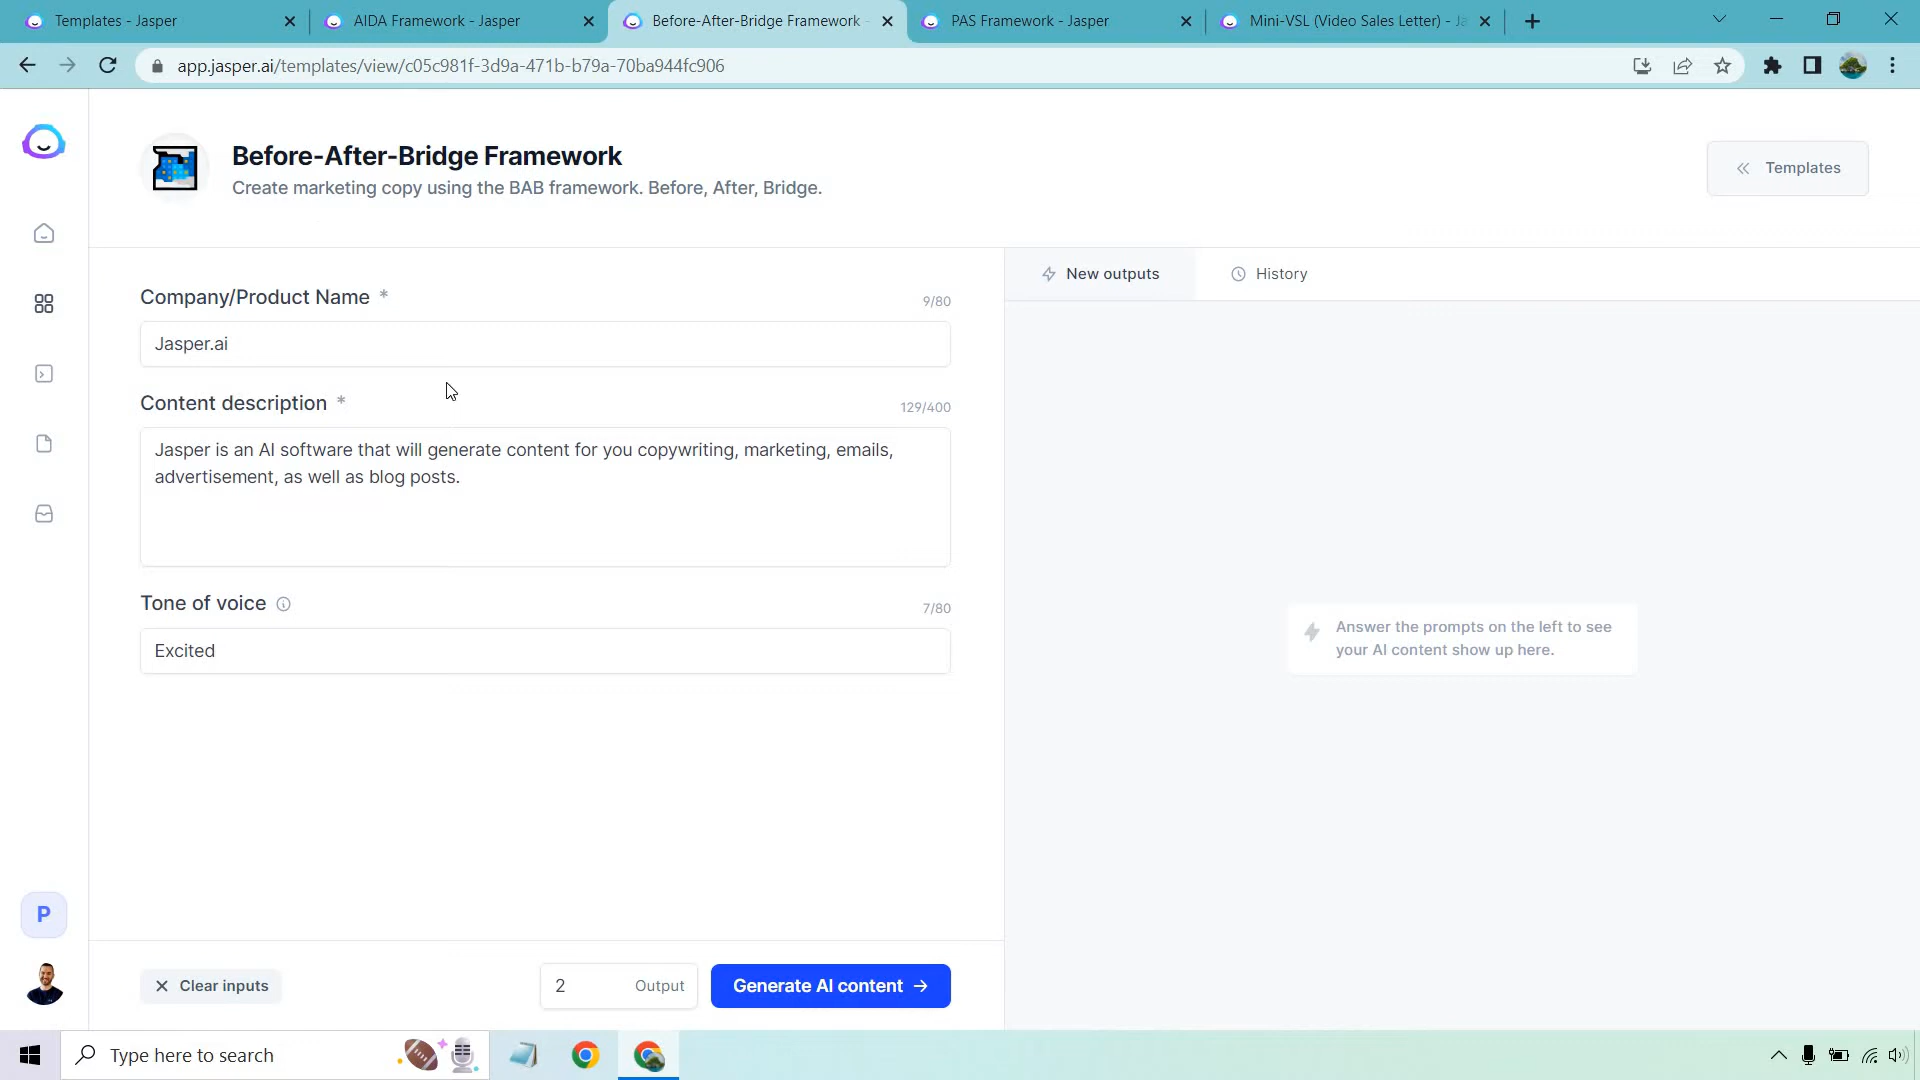 Templates - Jasper
AIDA Framework - Jasper
Before-After-Bridge Framework -
PAS Framework - Jasper
Mini-VSL (Video Sales Letter) - Ja
app.jasper.ai/templates/view/c05c981f-3d9a-471b-b79a-70ba944fc906
Before-After-Bridge Framework
Create marketing copy using the BAB framework. Before, After, Bridge.
Templates
Company/Product Name *
9/80
Jasper.ai
Content description *
129/400
Jasper is an AI software that will generate content for you copywriting, marketing, emails,
advertisement, as well as blog posts.
Tone of voice
7/80
Excited
New outputs
History
Answer the prompts on the left to see
your AI content show up here.
P
Clear inputs
2 Output
Generate AI content →
Type here to search